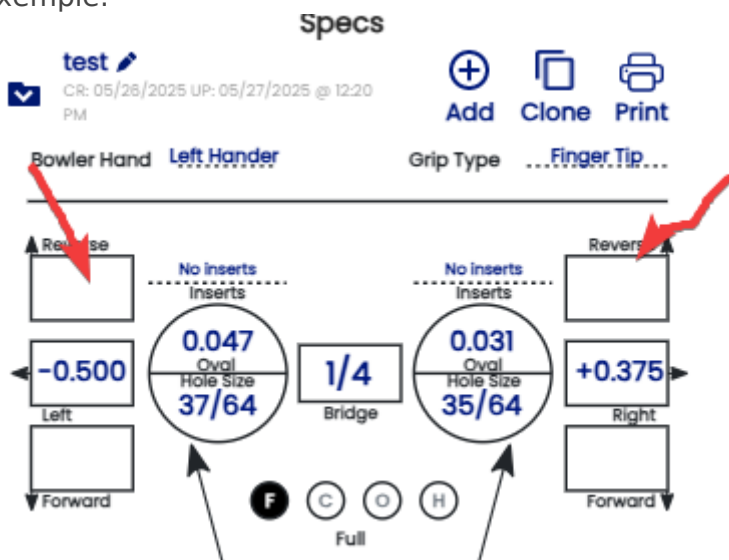 xemple:
Specs
test
CR: 05/26/2025 UP: 05/27/2025 @ 12:20
PM
Add Clone Print
Bowler Hand Left Hander Grip Type Finger Tip
Reverse Reverse
No inserts No inserts
Inserts Inserts
0.047 0.031
Oval Oval
-0.500 1/4 +0.375
Hole Size Hole Size
37/64 35/64
Left Bridge Right
Forward F C O H Forward
Full